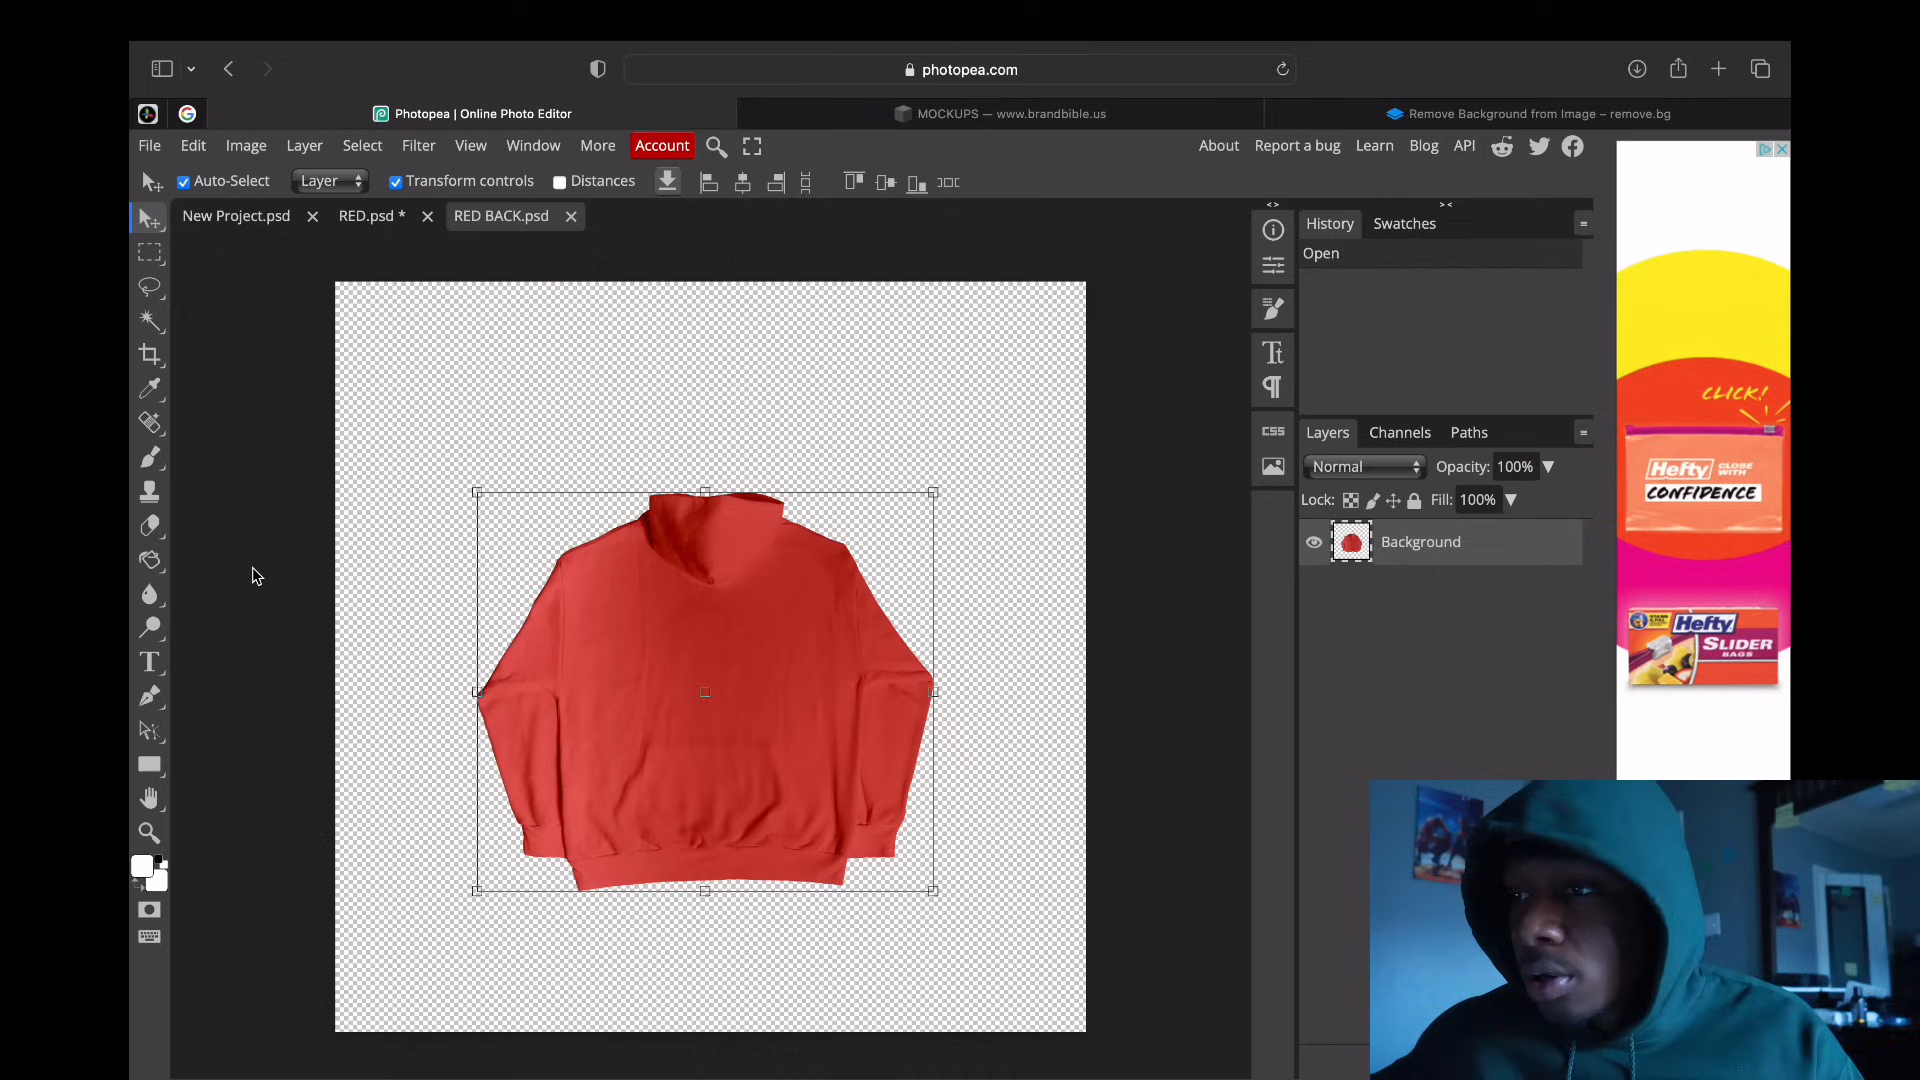 photopea.com
Photopea | Online Photo Editor
MOCKUPS — www.brandbible.us
Remove Background from Image – remove.bg
File Edit Image Layer Select Filter View Window More Account
About Report a bug Learn Blog API
Auto-Select Layer Transform controls Distances
New Project.psd RED.psd * RED BACK.psd
History Swatches
Open
CSS
Layers Channels Paths
Normal Opacity: 100%
Lock: Fill: 100%
Background
CLICK!
Hefty CLOSE WITH
CONFIDENCE
Hefty
SLIDER
BAGS